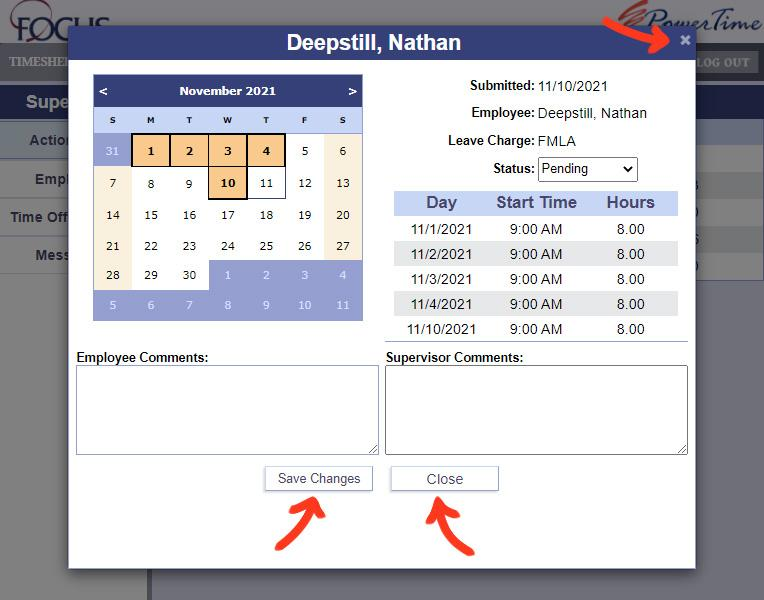 FOCUS
PowerTime
TIMESHE
LOG OUT
Deepstill, Nathan
Supe
Action
Empl
Time Off
Mess
< November 2021 >
S M T W T F S
31 1 2 3 4 5 6
7 8 9 10 11 12 13
14 15 16 17 18 19 20
21 22 23 24 25 26 27
28 29 30 1 2 3 4
5 6 7 8 9 10 11
Submitted: 11/10/2021
Employee: Deepstill, Nathan
Leave Charge: FMLA
Status: Pending
Day Start Time Hours
11/1/2021 9:00 AM 8.00
11/2/2021 9:00 AM 8.00
11/3/2021 9:00 AM 8.00
11/4/2021 9:00 AM 8.00
11/10/2021 9:00 AM 8.00
Employee Comments:
Supervisor Comments:
Save Changes
Close